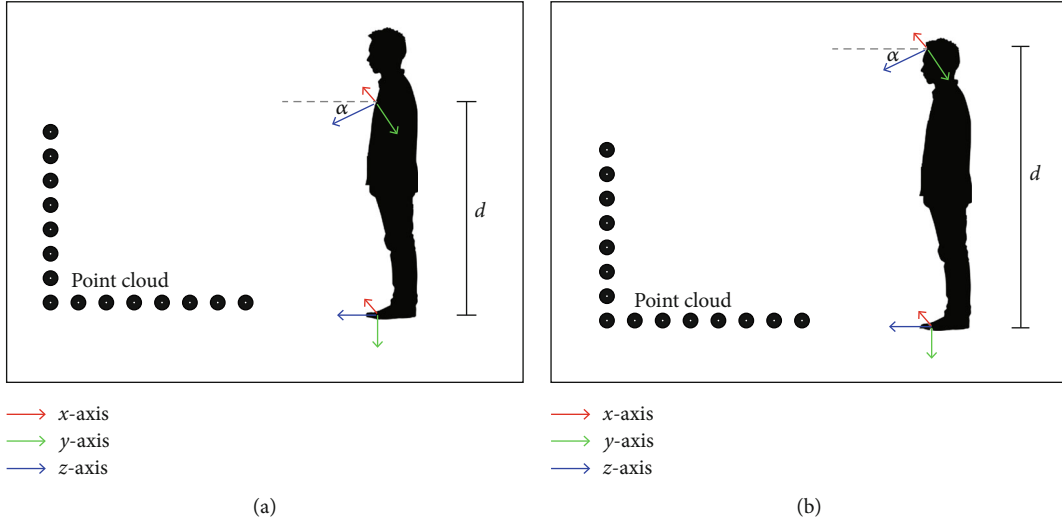 α
d
Point cloud
x-axis
y-axis
z-axis
(a)
α
d
Point cloud
x-axis
y-axis
z-axis
(b)